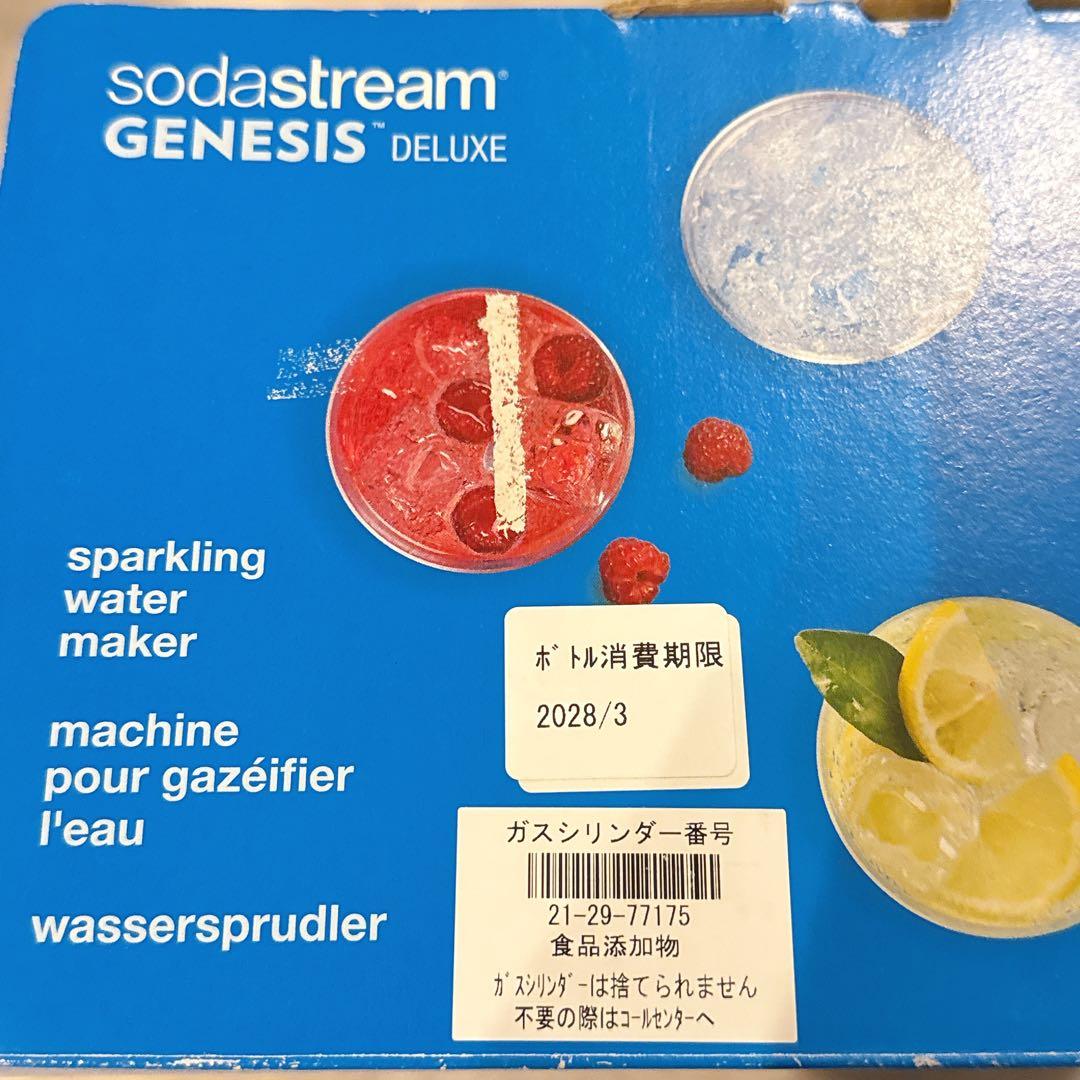 sodastream®
GENESIS™ DELUXE
sparkling
water
maker
machine
pour gazéifier
l'eau
wassersprudler
ﾎﾞﾄﾙ消費期限
2028/3
ガスシリンダー番号
21-29-77175
食品添加物
ｶﾞｽｼﾘﾝﾀﾞｰは捨てられません
不要の際はｺｰﾙｾﾝﾀｰへ